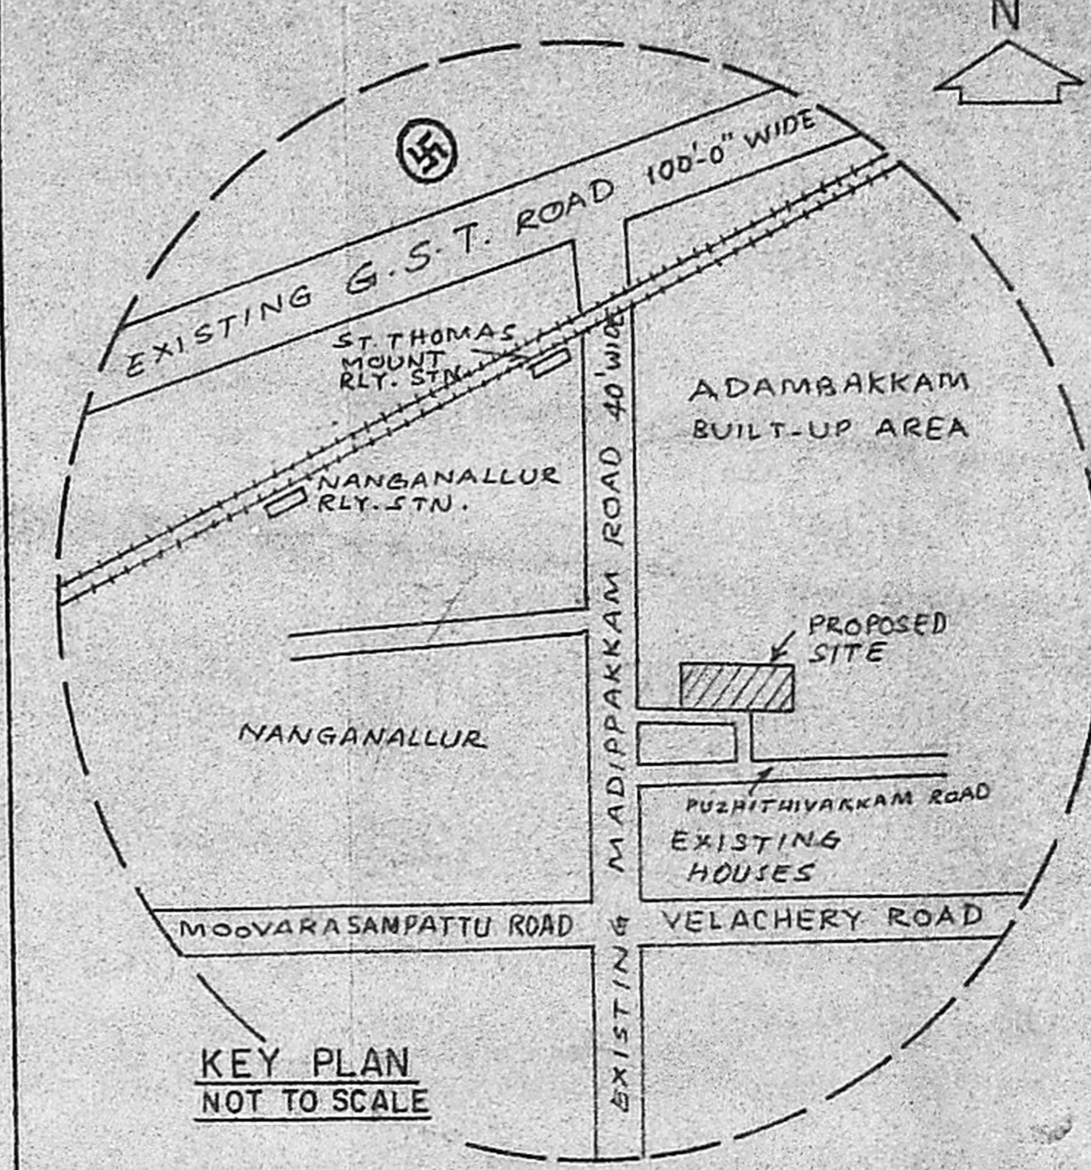 N
EXISTING G.S.T. ROAD 100'-0" WIDE
ST. THOMAS
MOUNT
RLY. STN.
ADAMBAKKAM
BUILT-UP AREA
NANGANALLUR
RLY. STN.
EXISTING MADIPPAKKAM ROAD 40' WIDE
PROPOSED
SITE
NANGANALLUR
PUZHITHIVAKKAM ROAD
EXISTING
HOUSES
MOOVARASAMPATTU ROAD
VELACHERY ROAD
KEY PLAN
NOT TO SCALE